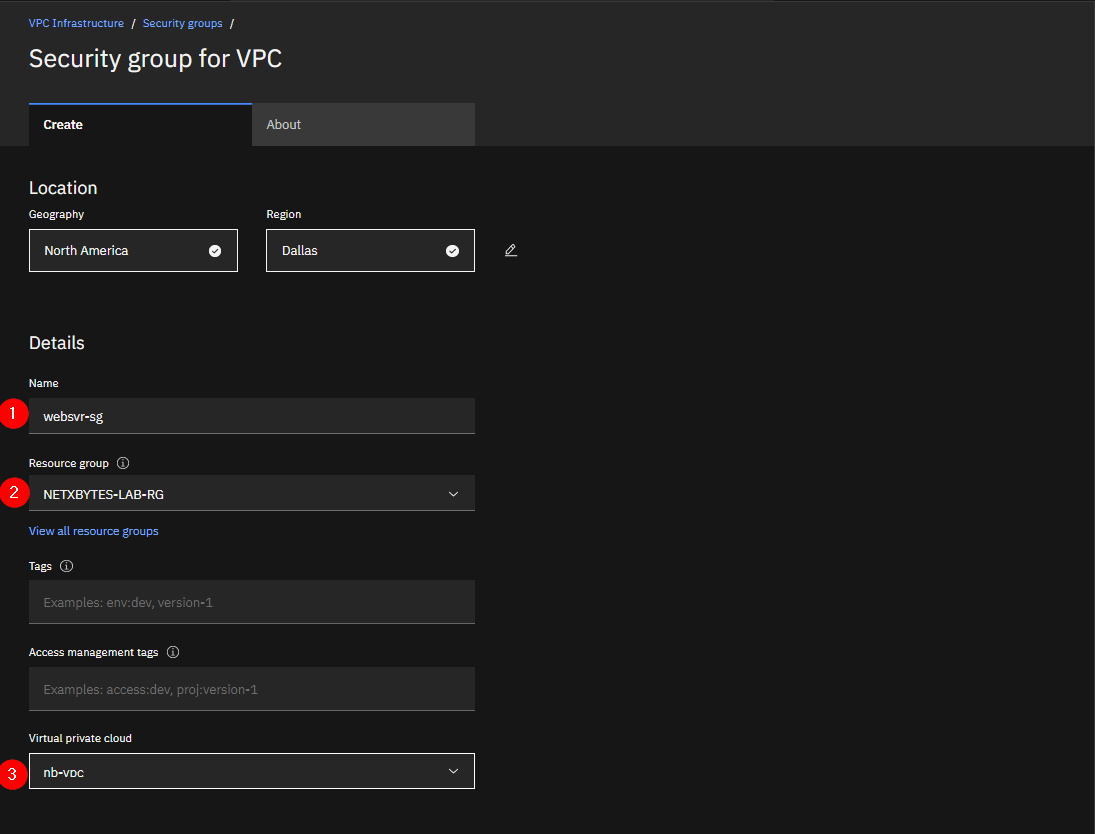 VPC Infrastructure / Security groups /
Security group for VPC
Create About
Location
Geography Region
North America Dallas
Details
Name
1 websvr-sg
Resource group
2 NETXBYTES-LAB-RG
View all resource groups
Tags
Examples: env:dev, version-1
Access management tags
Examples: access:dev, proj:version-1
Virtual private cloud
3 nb-vpc